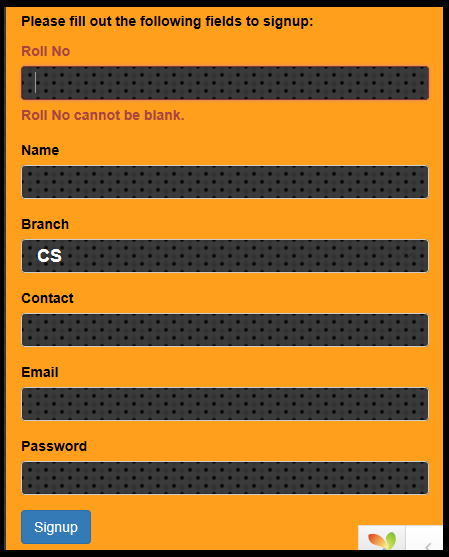 Please fill out the following fields to signup:
Roll No
Roll No cannot be blank.
Name
Branch
CS
Contact
Email
Password
Signup